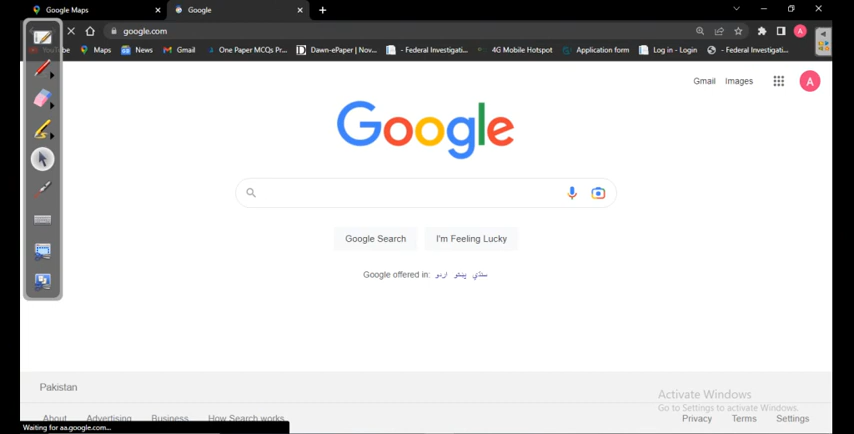 Google Maps
Google
google.com
YouTube Maps News Gmail One Paper MCQs Pr... Dawn-ePaper | Nov... - Federal Investigati... 4G Mobile Hotspot Application form Log in - Login - Federal Investigati...
Gmail Images A
Google
Google Search I'm Feeling Lucky
Google offered in: اردو پښتو سنڌي
Pakistan
Activate Windows
Go to Settings to activate Windows.
About Advertising Business How Search works Privacy Terms Settings
Waiting for aa.google.com...